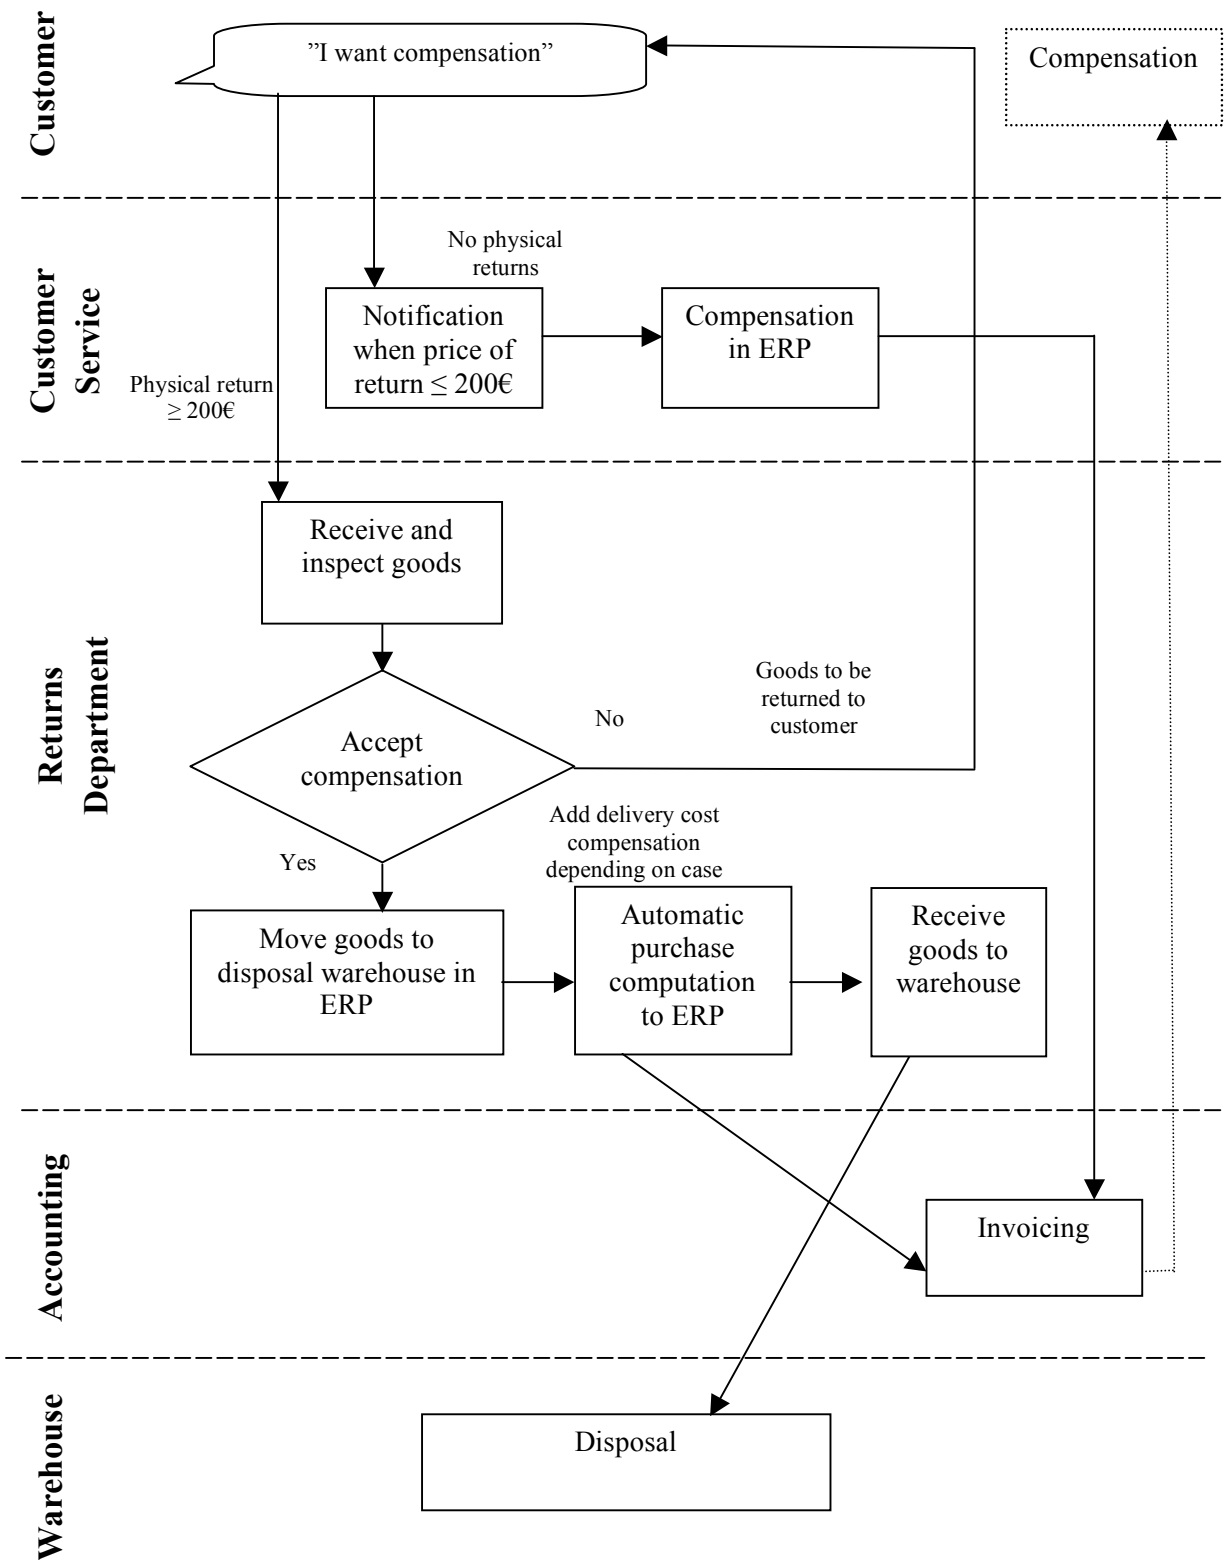 Customer
”I want compensation”
Compensation
Customer
Service
No physical
returns
Notification
when price of
return ≤ 200€
Compensation
in ERP
Physical return
≥ 200€
Returns
Department
Receive and
inspect goods
Accept
compensation
No
Goods to be
returned to
customer
Yes
Add delivery cost
compensation
depending on case
Move goods to
disposal warehouse in
ERP
Automatic
purchase
computation
to ERP
Receive
goods to
warehouse
Accounting
Invoicing
Warehouse
Disposal